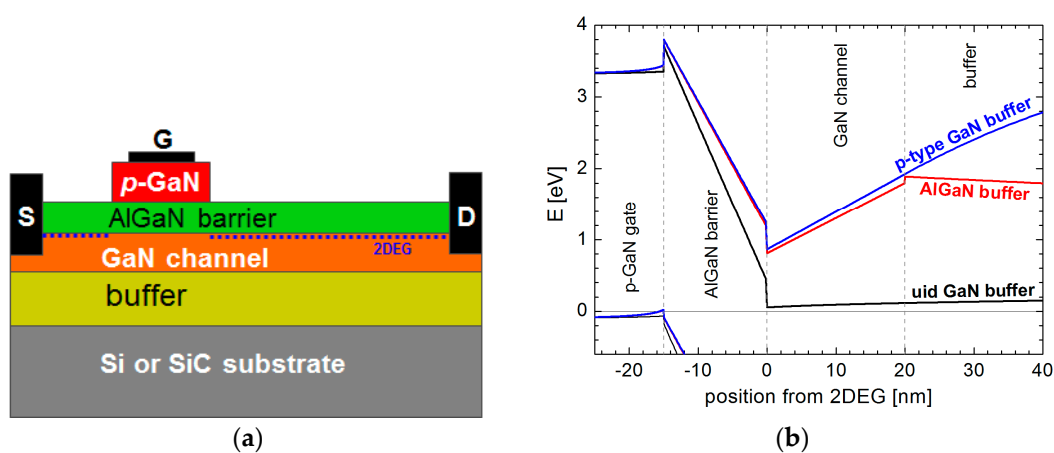 G
p-GaN
S
AlGaN barrier
D
2DEG
GaN channel
buffer
Si or SiC substrate
(a)
E [eV]
4
3
2
1
0
p-GaN gate
AlGaN barrier
GaN channel
buffer
p-type GaN buffer
AlGaN buffer
uid GaN buffer
-20
-10
0
10
20
30
40
position from 2DEG [nm]
(b)